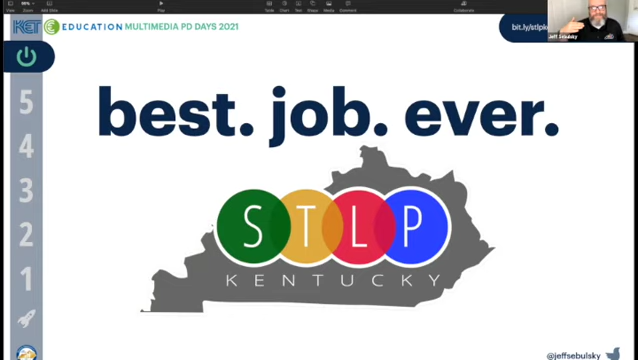 KET EDUCATION MULTIMEDIA PD DAYS 2021
bit.ly/stlpk
Jeff Sebulsky
5
4
3
2
1
best. job. ever.
STLP
KENTUCKY
@jeffsebulsky